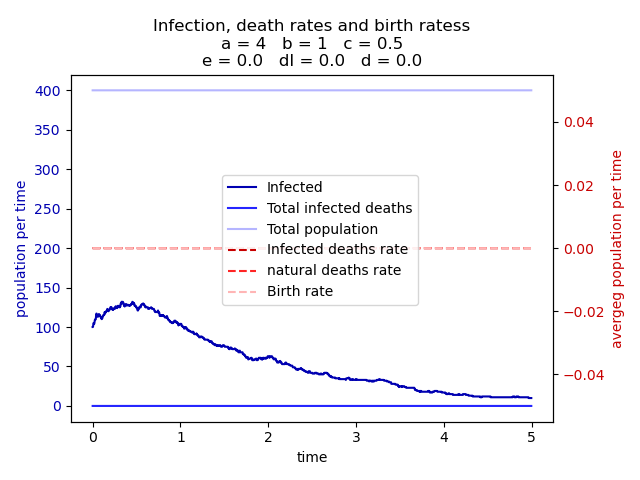 Infection, death rates and birth ratess
a = 4   b = 1   c = 0.5
e = 0.0   dI = 0.0   d = 0.0
400
350
300
250
200
150
100
50
0
population per time
0.04
0.02
0.00
−0.02
−0.04
avergeg population per time
Infected
Total infected deaths
Total population
Infected deaths rate
natural deaths rate
Birth rate
0 1 2 3 4 5
time